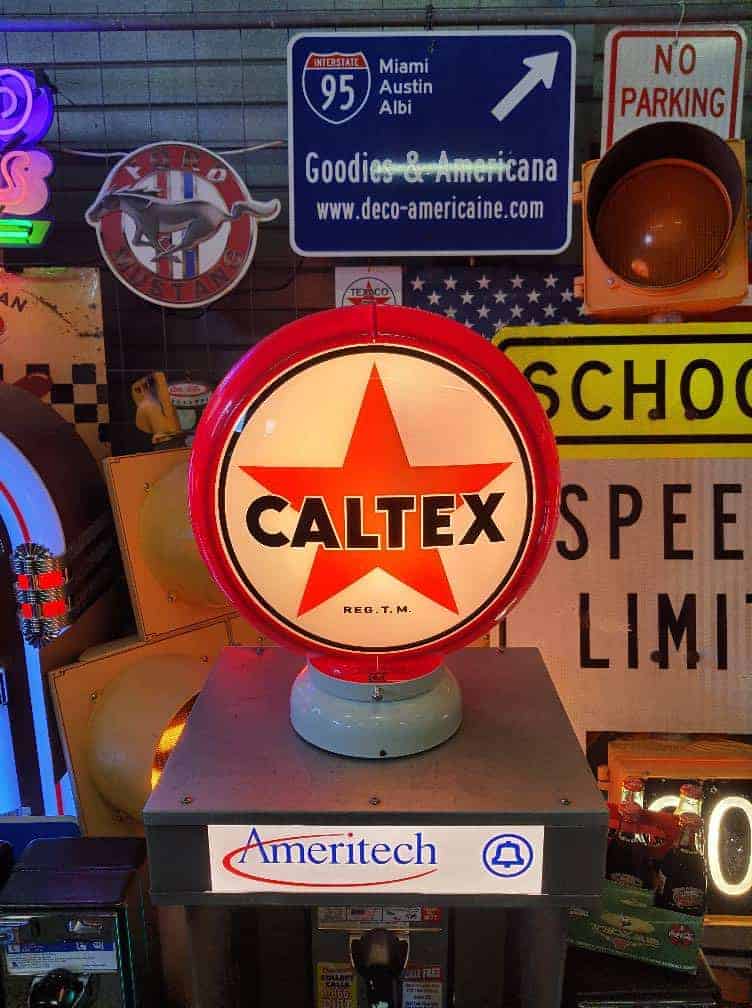 INTERSTATE
95
Miami
Austin
Albi
Goodies & Americana
www.deco-americaine.com
NO
PARKING
FORD
MUSTANG
TEXACO
SCHOO
SPEE
LIMI
CALTEX
REG. T. M.
Ameritech